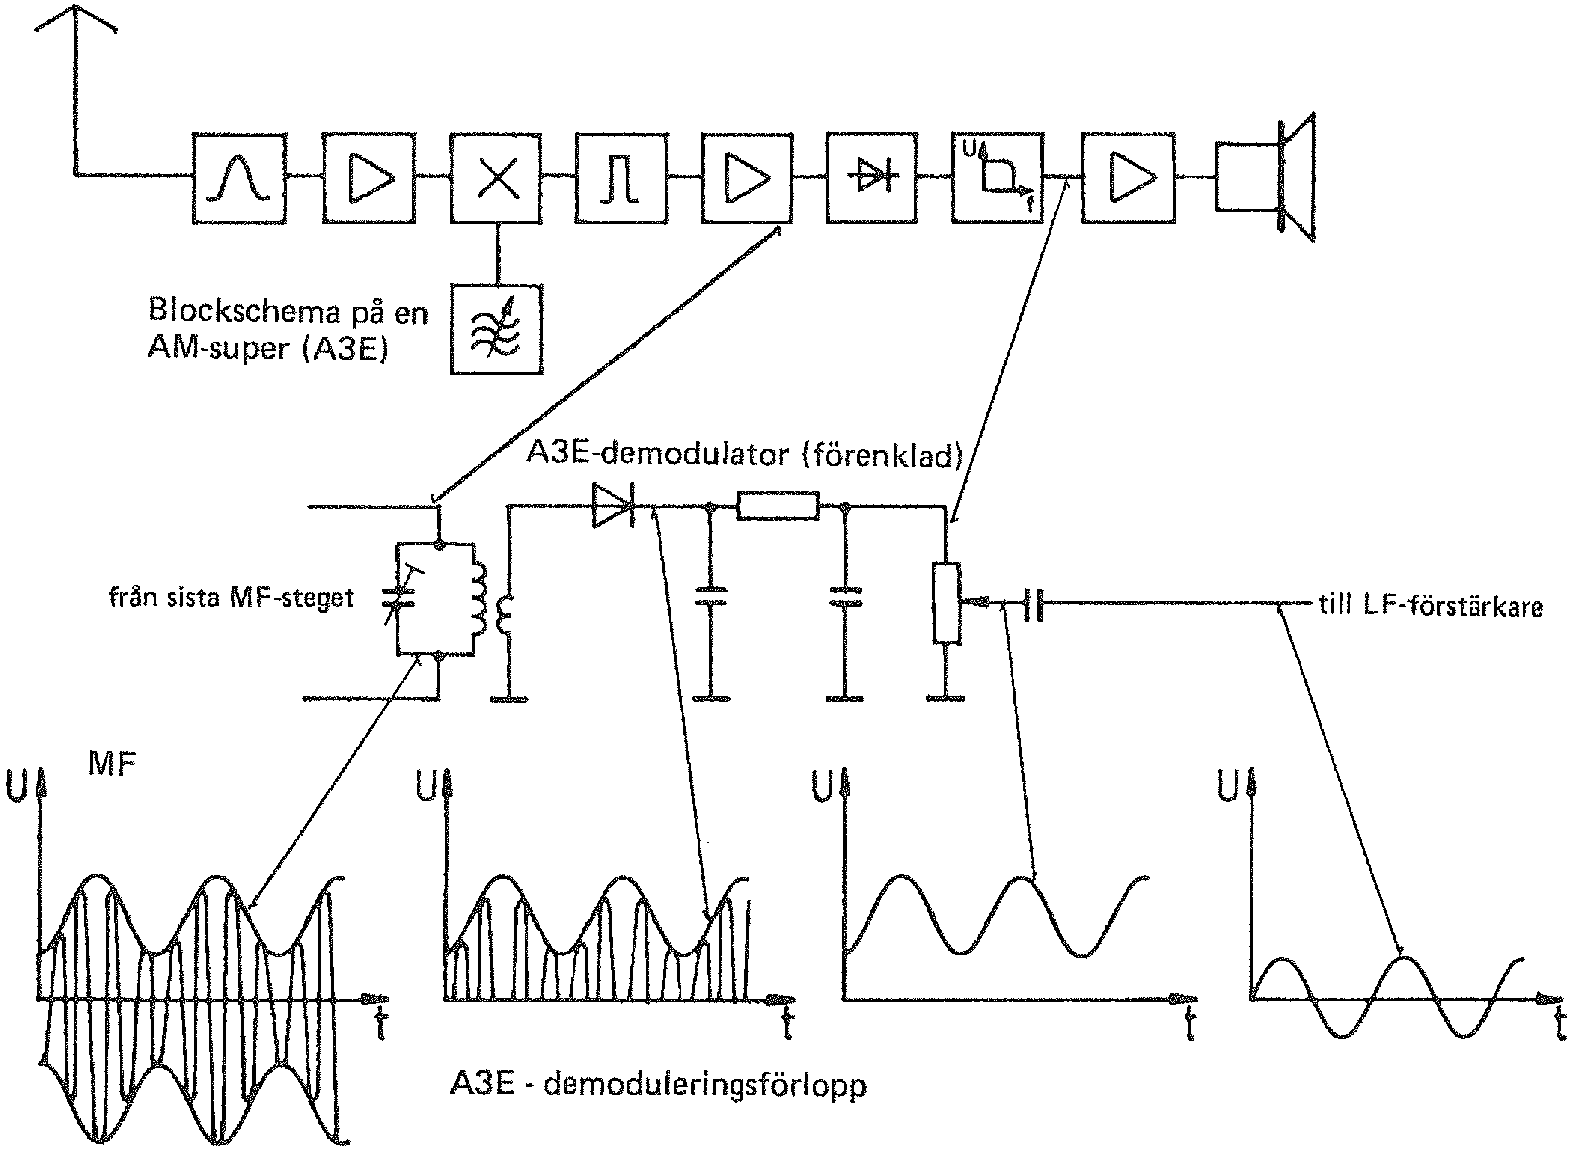 U
f
Blockschema på en
AM-super (A3E)
A3E-demodulator (förenklad)
från sista MF-steget
till LF-förstärkare
MF
U
U
U
U
t
t
t
t
A3E - demoduleringsförlopp